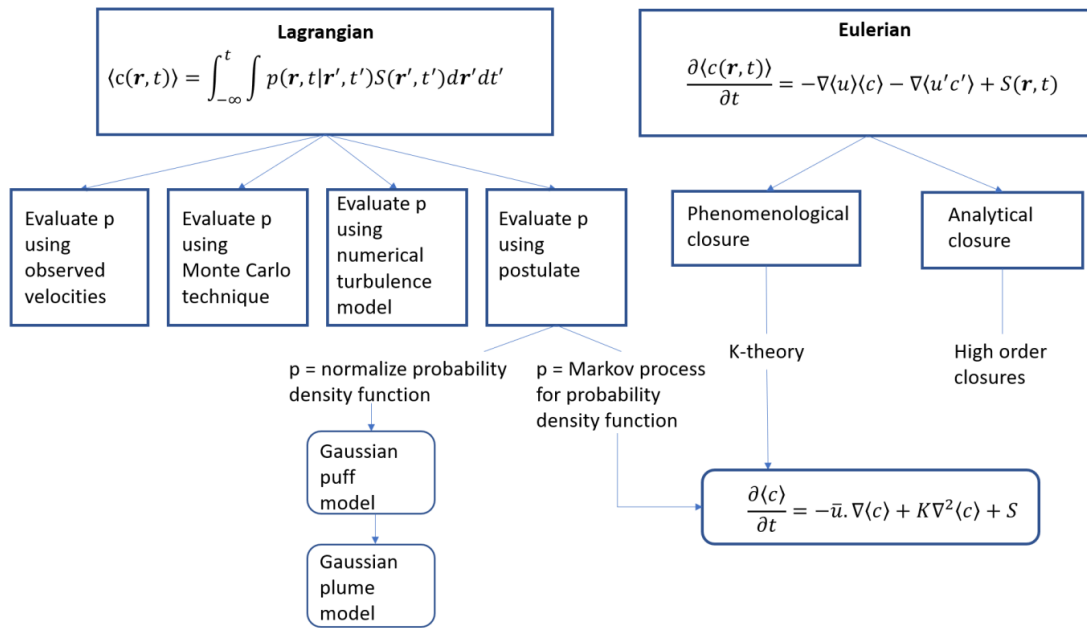 Lagrangian
⟨c(𝒓, t)⟩ = ∫_{−∞}^{t} ∫ p(𝒓, t|𝒓′, t′)S(𝒓′, t′)d𝒓′dt′
Eulerian
∂⟨c(𝒓, t)⟩/∂t = −∇⟨u⟩⟨c⟩ − ∇⟨u′c′⟩ + S(𝒓, t)
Evaluate p
using
observed
velocities
Evaluate p
using
Monte Carlo
technique
Evaluate p
using
numerical
turbulence
model
Evaluate p
using
postulate
Phenomenological
closure
Analytical
closure
p = normalize probability
density function
p = Markov process
for probability
density function
K-theory
High order
closures
Gaussian
puff
model
Gaussian
plume
model
∂⟨c⟩/∂t = −ū. ∇⟨c⟩ + K∇²⟨c⟩ + S